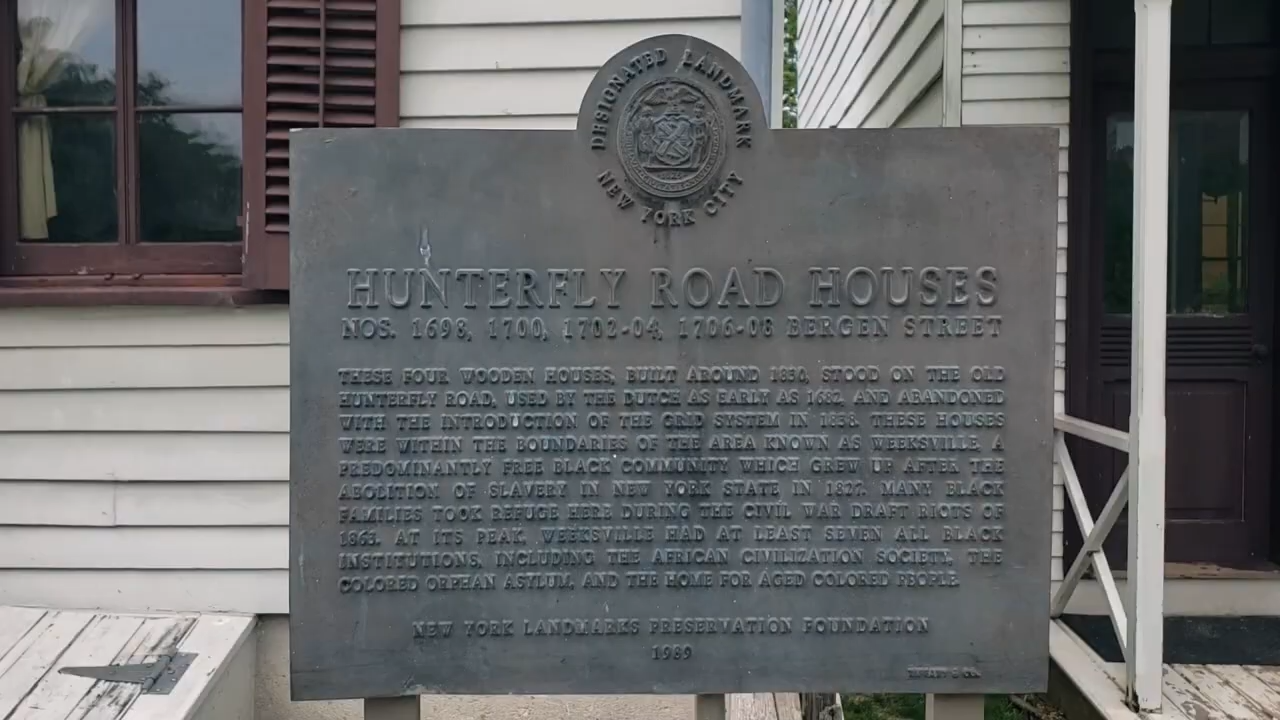 DESIGNATED LANDMARK
NEW YORK CITY
HUNTERFLY ROAD HOUSES
NOS. 1698, 1700, 1702-04, 1706-08 BERGEN STREET
THESE FOUR WOODEN HOUSES, BUILT AROUND 1830, STOOD ON THE OLD
HUNTERFLY ROAD, USED BY THE DUTCH AS EARLY AS 1682, AND ABANDONED
WITH THE INTRODUCTION OF THE GRID SYSTEM IN 1838. THESE HOUSES
WERE WITHIN THE BOUNDARIES OF THE AREA KNOWN AS WEEKSVILLE, A
PREDOMINANTLY FREE BLACK COMMUNITY WHICH GREW UP AFTER THE
ABOLITION OF SLAVERY IN NEW YORK STATE IN 1827. MANY BLACK
FAMILIES TOOK REFUGE HERE DURING THE CIVIL WAR DRAFT RIOTS OF
1863. AT ITS PEAK, WEEKSVILLE HAD AT LEAST SEVEN ALL BLACK
INSTITUTIONS, INCLUDING THE AFRICAN CIVILIZATION SOCIETY, THE
COLORED ORPHAN ASYLUM, AND THE HOME FOR AGED COLORED PEOPLE.
NEW YORK LANDMARKS PRESERVATION FOUNDATION
1989